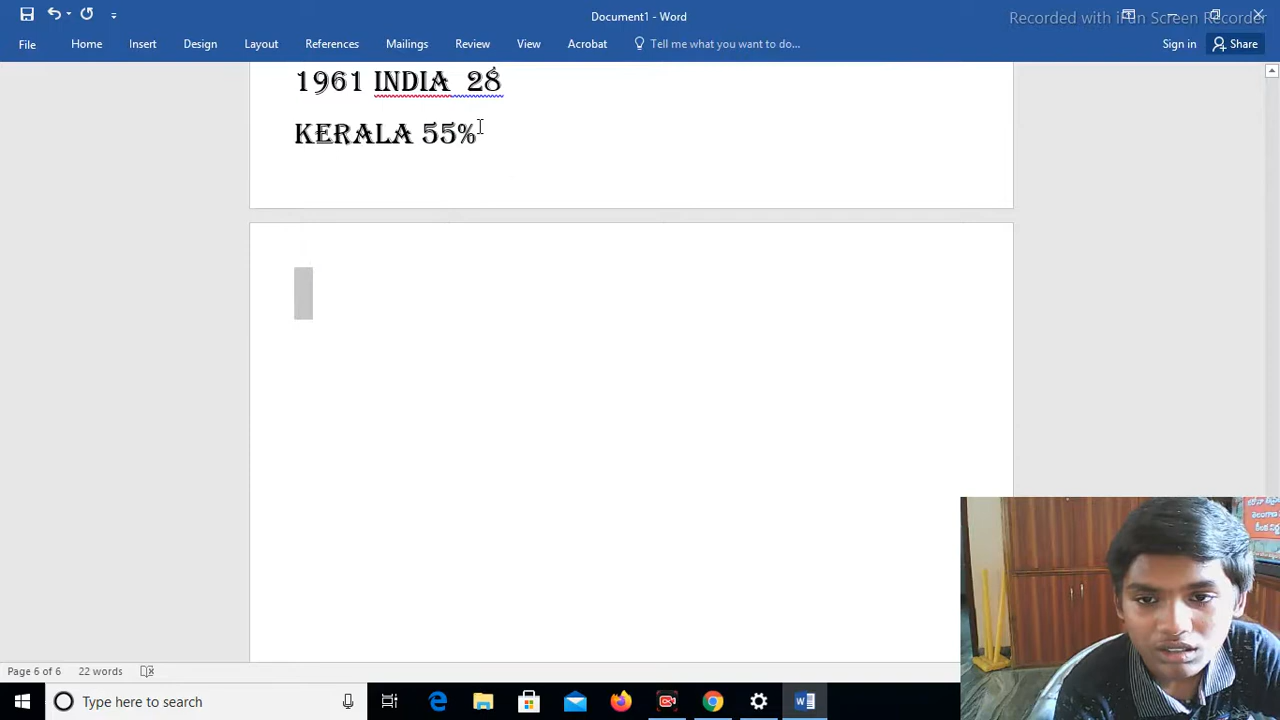 Document1 - Word
Recorded with iFun Screen Recorder
File Home Insert Design Layout References Mailings Review View Acrobat Tell me what you want to do... Sign in Share
1961 INDIA 28
KERALA 55%
Page 6 of 6 22 words
Type here to search
తెలంగాణ